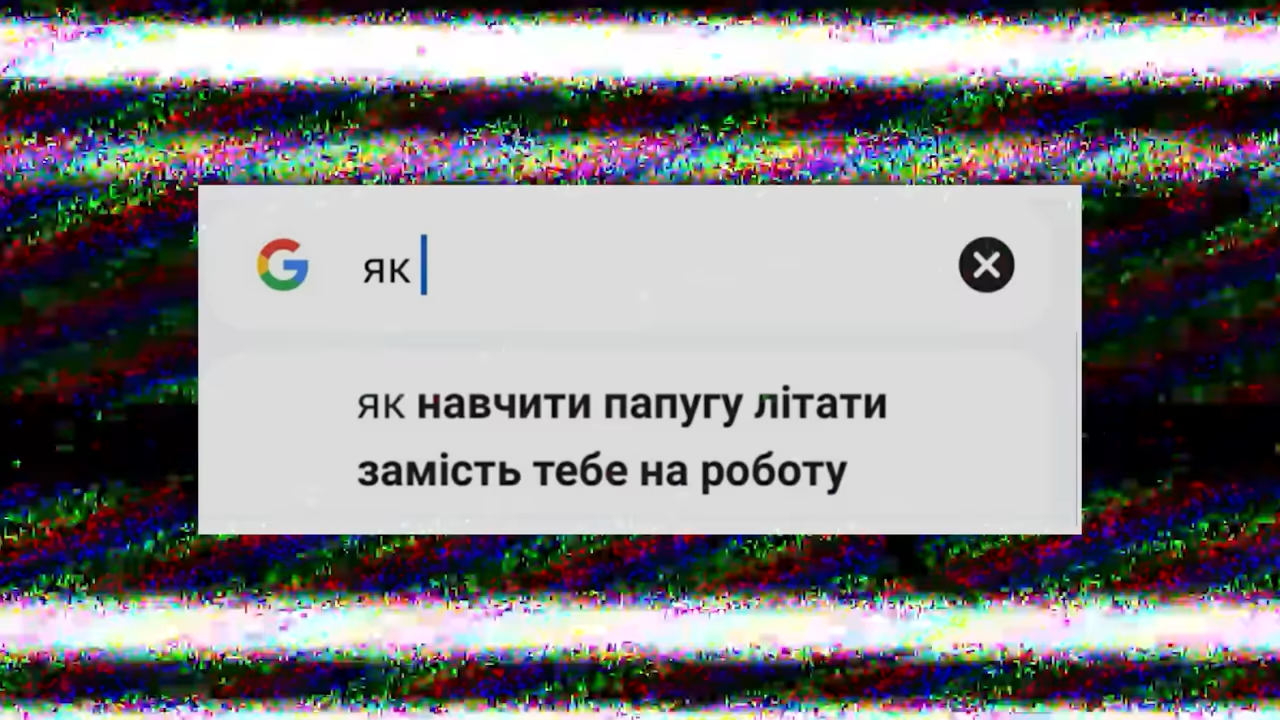 як
як навчити папугу літати
замість тебе на роботу